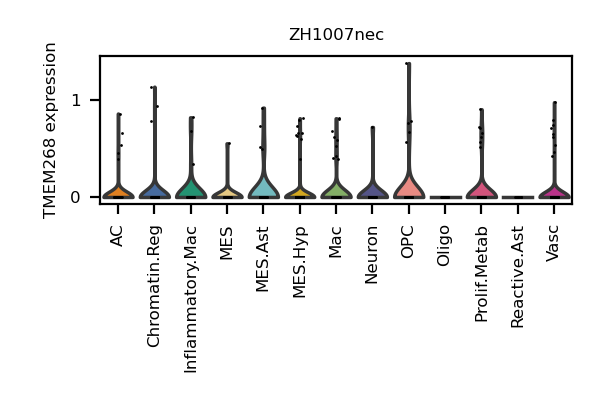 ZH1007nec
TMEM268 expression
1
0
AC
Chromatin.Reg
Inflammatory.Mac
MES
MES.Ast
MES.Hyp
Mac
Neuron
OPC
Oligo
Prolif.Metab
Reactive.Ast
Vasc